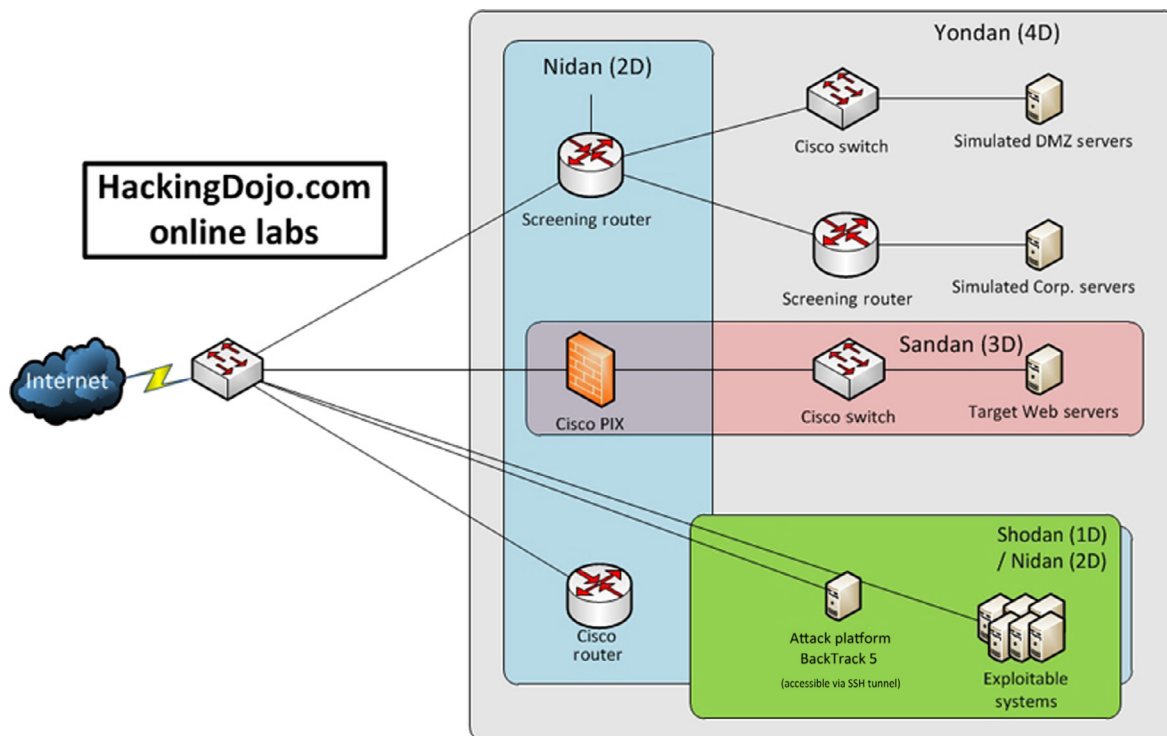 HackingDojo.com
online labs
Internet
Yondan (4D)
Nidan (2D)
Screening router
Cisco switch
Simulated DMZ servers
Screening router
Simulated Corp. servers
Sandan (3D)
Cisco PIX
Cisco switch
Target Web servers
Shodan (1D)
/ Nidan (2D)
Cisco
router
Attack platform
BackTrack 5
(accessible via SSH tunnel)
Exploitable
systems